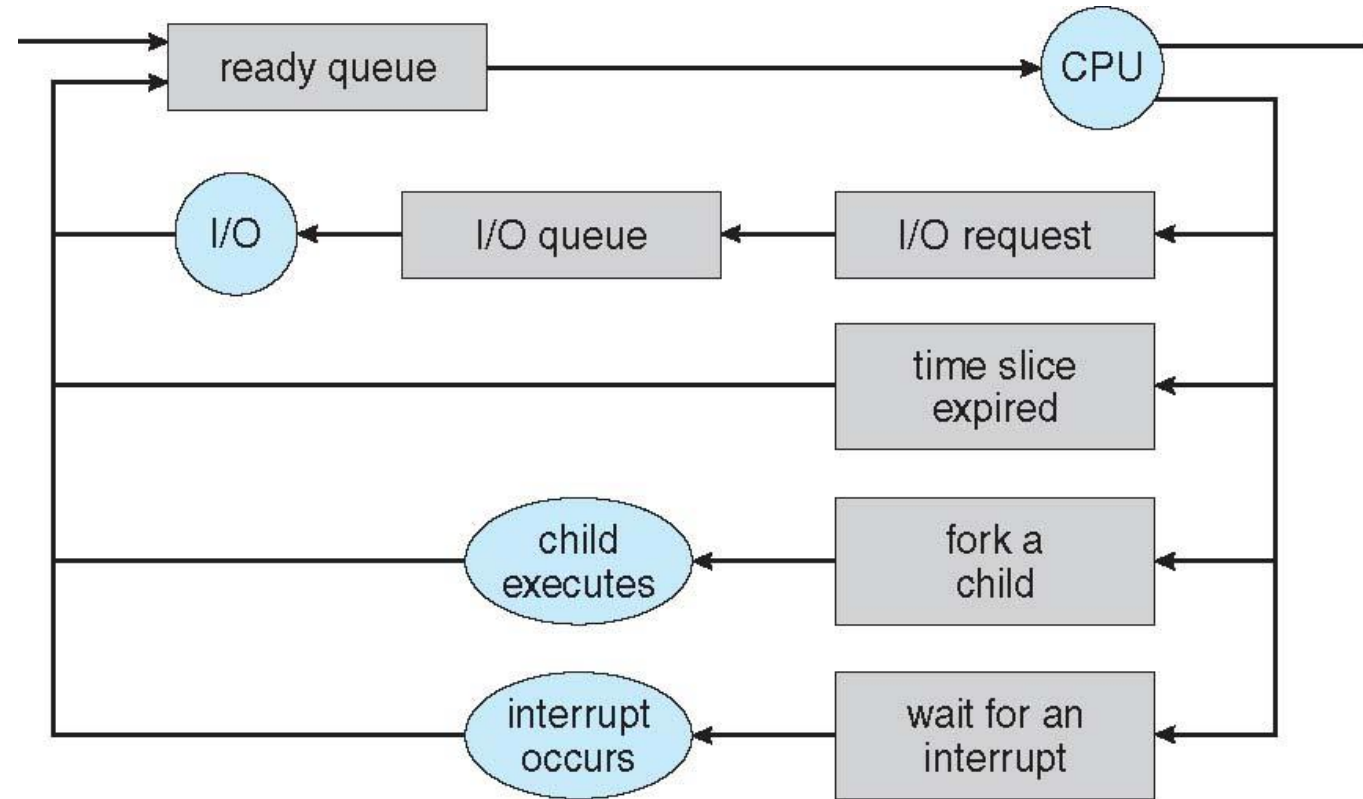 ready queue
CPU
I/O
I/O queue
I/O request
time slice
expired
child
executes
fork a
child
interrupt
occurs
wait for an
interrupt